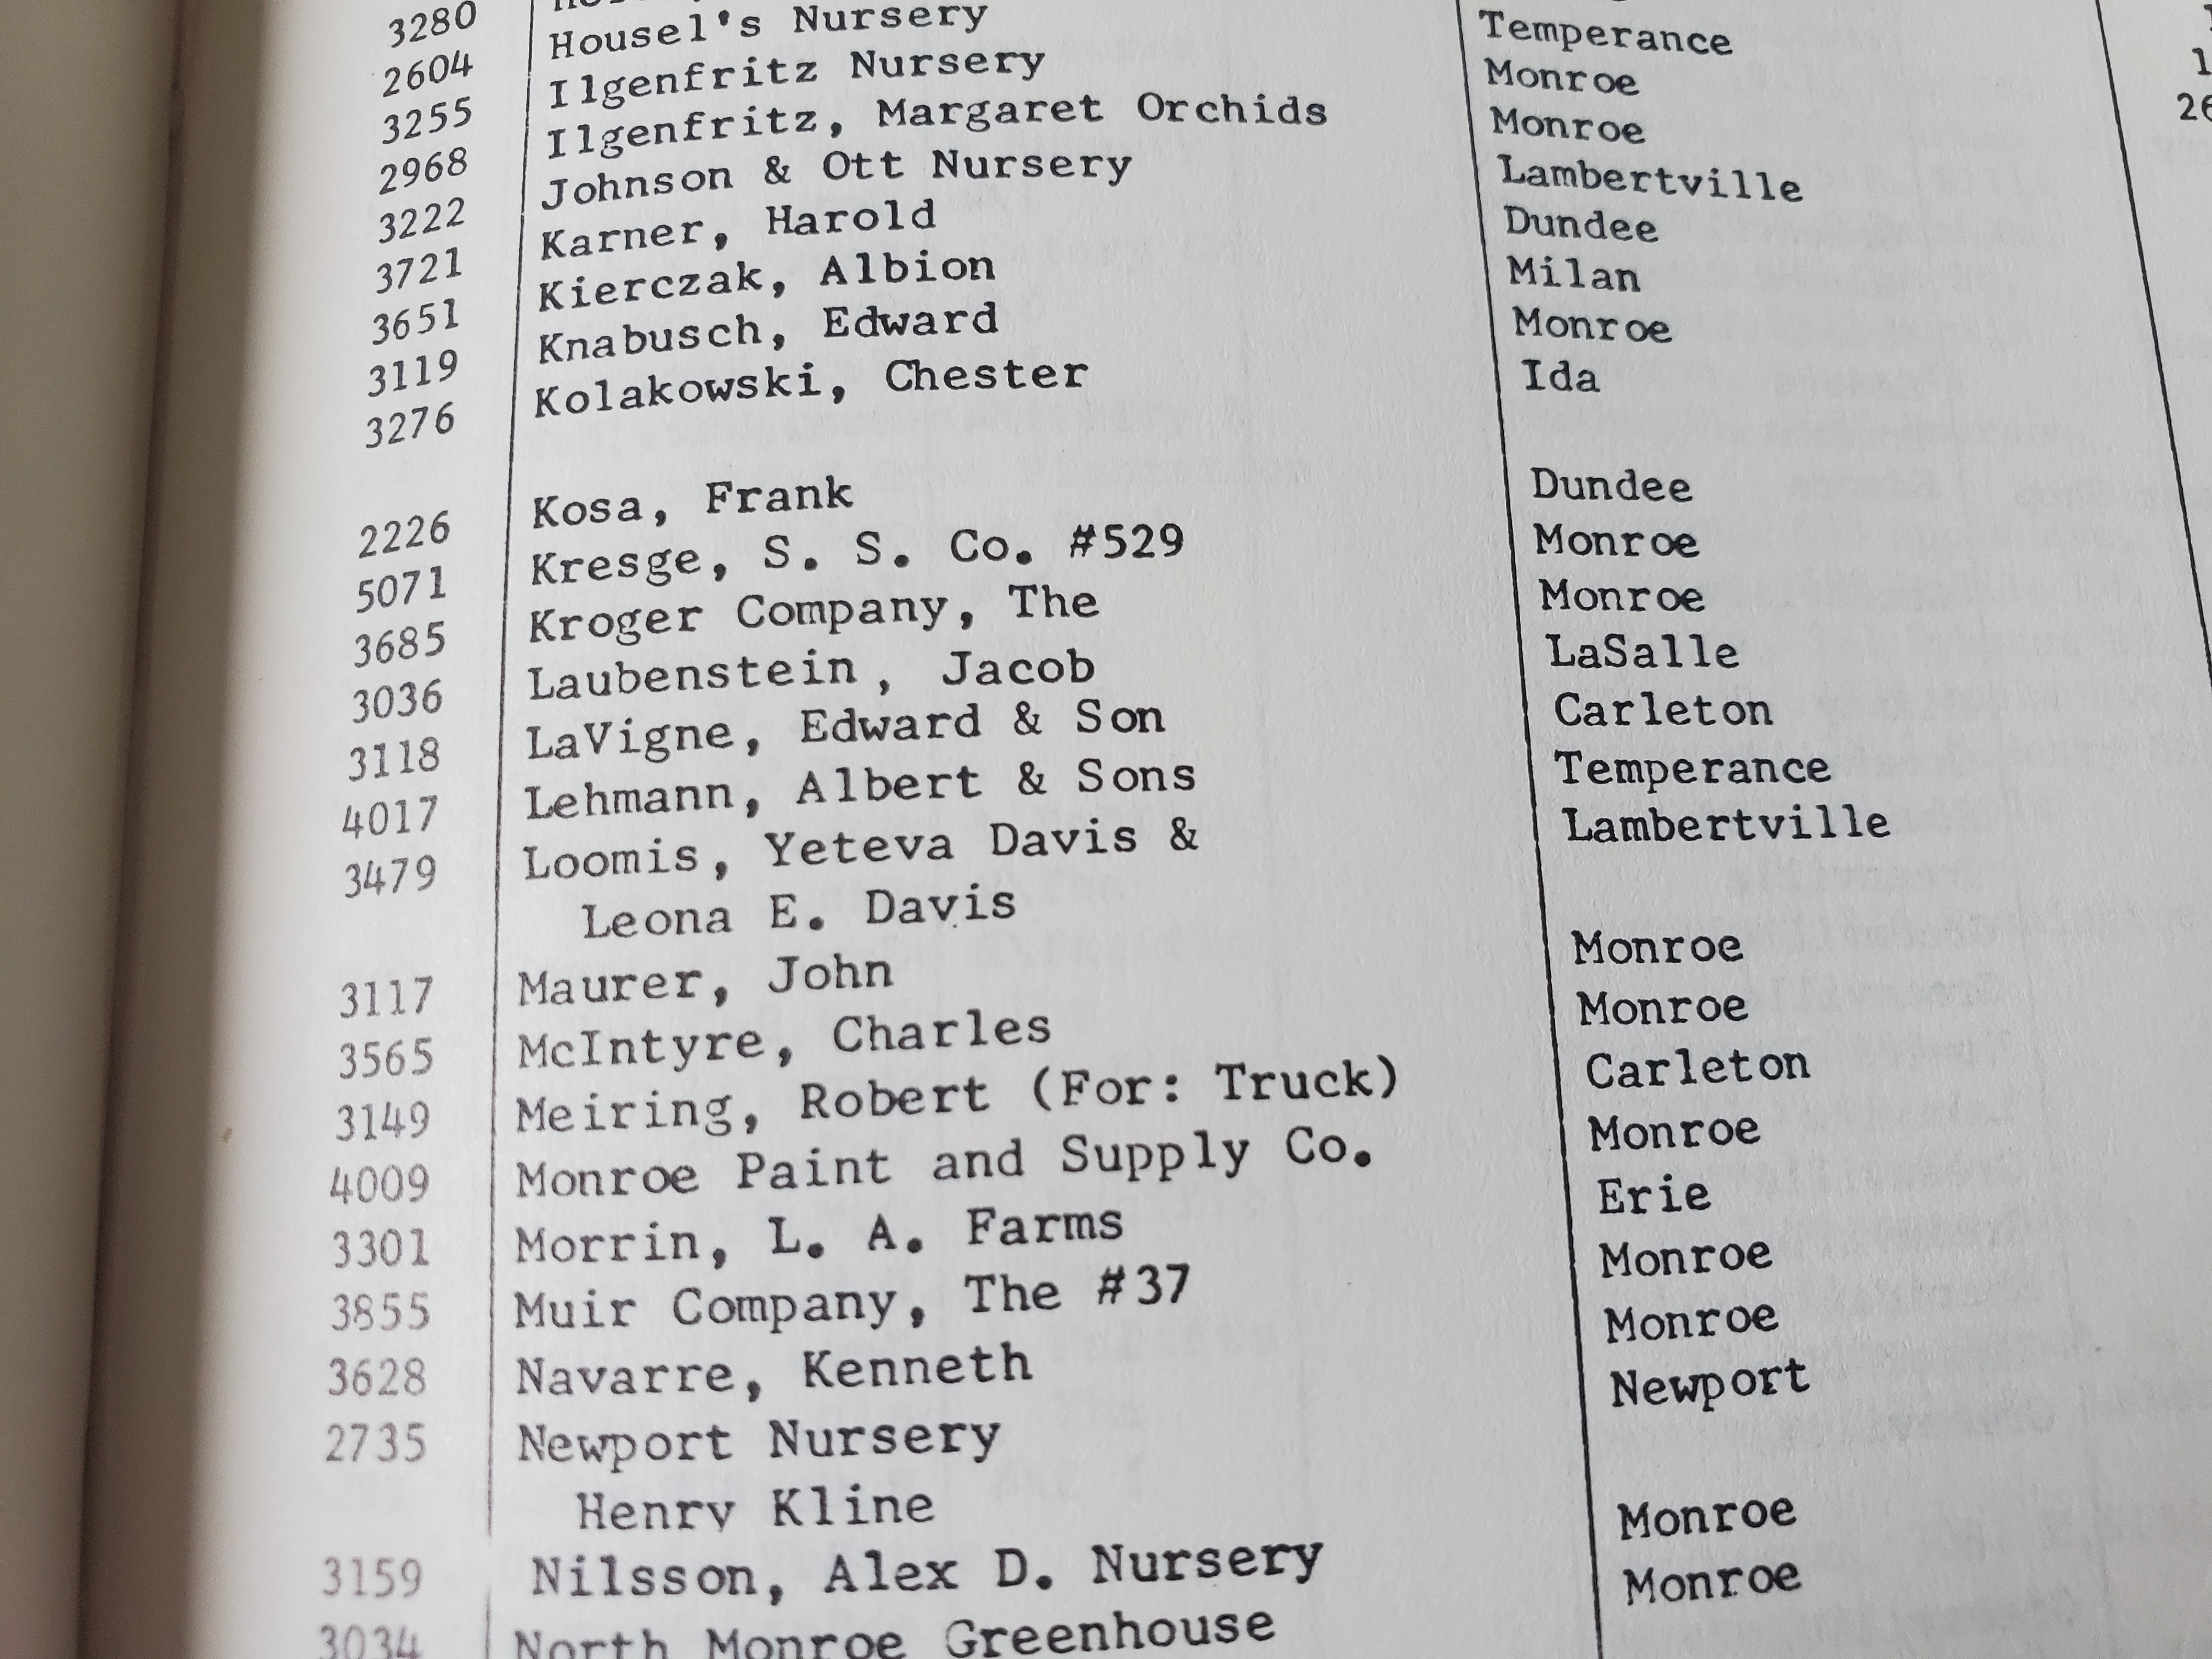 3280
2604 Housel's Nursery Temperance
3255 Ilgenfritz Nursery Monroe
2968 Ilgenfritz, Margaret Orchids Monroe
3222 Johnson & Ott Nursery Lambertville
3721 Karner, Harold Dundee
3651 Kierczak, Albion Milan
3119 Knabusch, Edward Monroe
3276 Kolakowski, Chester Ida
2226 Kosa, Frank Dundee
5071 Kresge, S. S. Co. #529 Monroe
3685 Kroger Company, The Monroe
3036 Laubenstein, Jacob LaSalle
3118 LaVigne, Edward & Son Carleton
4017 Lehmann, Albert & Sons Temperance
3479 Loomis, Yeteva Davis & Lambertville
Leona E. Davis
3117 Maurer, John Monroe
3565 McIntyre, Charles Monroe
3149 Meiring, Robert (For: Truck) Carleton
4009 Monroe Paint and Supply Co. Monroe
3301 Morrin, L. A. Farms Erie
3855 Muir Company, The #37 Monroe
3628 Navarre, Kenneth Monroe
2735 Newport Nursery Newport
Henry Kline
3159 Nilsson, Alex D. Nursery Monroe
3034 North Monroe Greenhouse Monroe